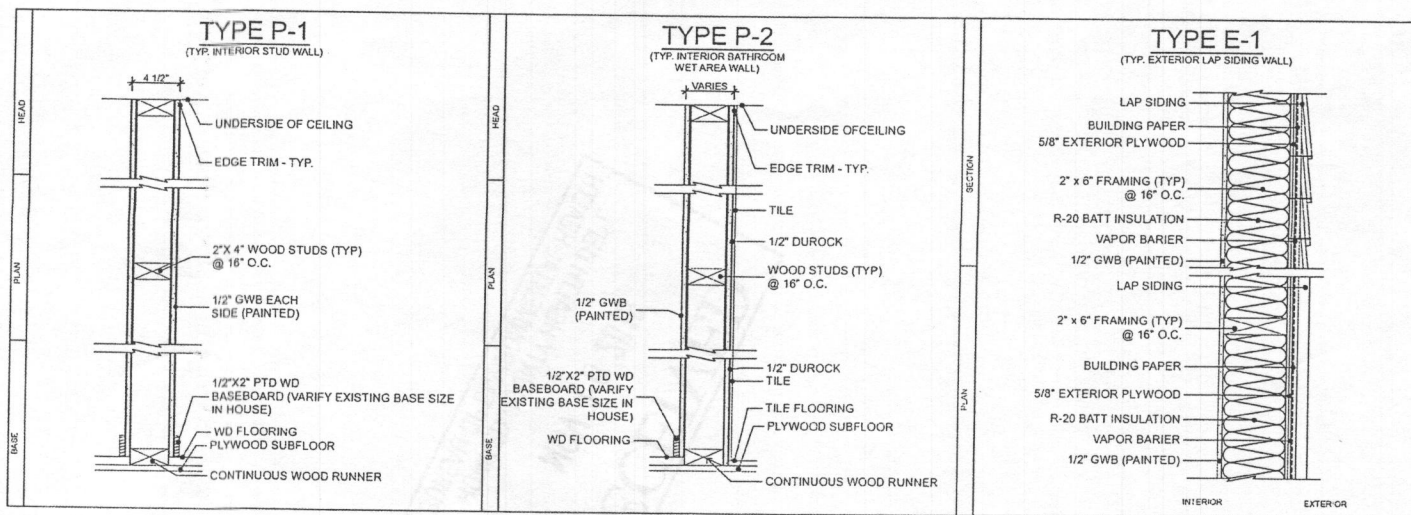 TYPE P-1
(TYP. INTERIOR STUD WALL)
4 1/2"
HEAD
UNDERSIDE OF CEILING
EDGE TRIM - TYP.
PLAN
2"X 4" WOOD STUDS (TYP)
@ 16" O.C.
1/2" GWB EACH
SIDE (PAINTED)
BASE
1/2"X2" PTD WD
BASEBOARD (VARIFY EXISTING BASE SIZE
IN HOUSE)
WD FLOORING
PLYWOOD SUBFLOOR
CONTINUOUS WOOD RUNNER
TYPE P-2
(TYP. INTERIOR BATHROOM
WET AREA WALL)
VARIES
HEAD
UNDERSIDE OFCEILING
EDGE TRIM - TYP.
PLAN
TILE
1/2" DUROCK
WOOD STUDS (TYP)
@ 16" O.C.
1/2" GWB
(PAINTED)
BASE
1/2" DUROCK
TILE
1/2"X2" PTD WD
BASEBOARD (VARIFY
EXISTING BASE SIZE IN
HOUSE)
TILE FLOORING
PLYWOOD SUBFLOOR
WD FLOORING
CONTINUOUS WOOD RUNNER
TYPE E-1
(TYP. EXTERIOR LAP SIDING WALL)
SECTION
LAP SIDING
BUILDING PAPER
5/8" EXTERIOR PLYWOOD
2" x 6" FRAMING (TYP)
@ 16" O.C.
R-20 BATT INSULATION
VAPOR BARIER
1/2" GWB (PAINTED)
PLAN
LAP SIDING
2" x 6" FRAMING (TYP)
@ 16" O.C.
BUILDING PAPER
5/8" EXTERIOR PLYWOOD
R-20 BATT INSULATION
VAPOR BARIER
1/2" GWB (PAINTED)
INTERIOR
EXTERIOR